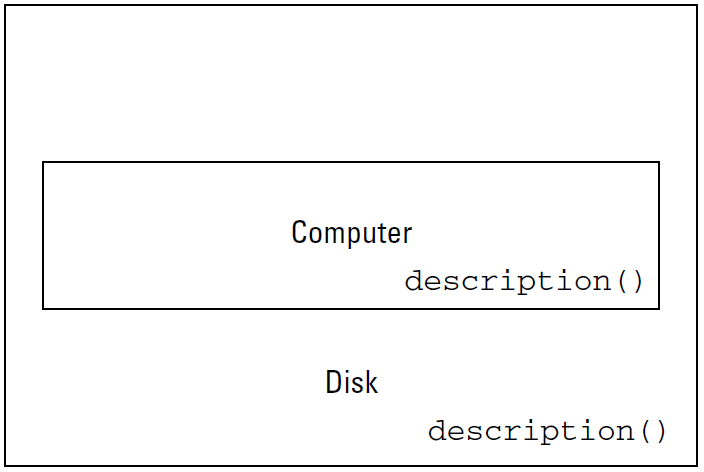 Computer
description()
Disk
description()